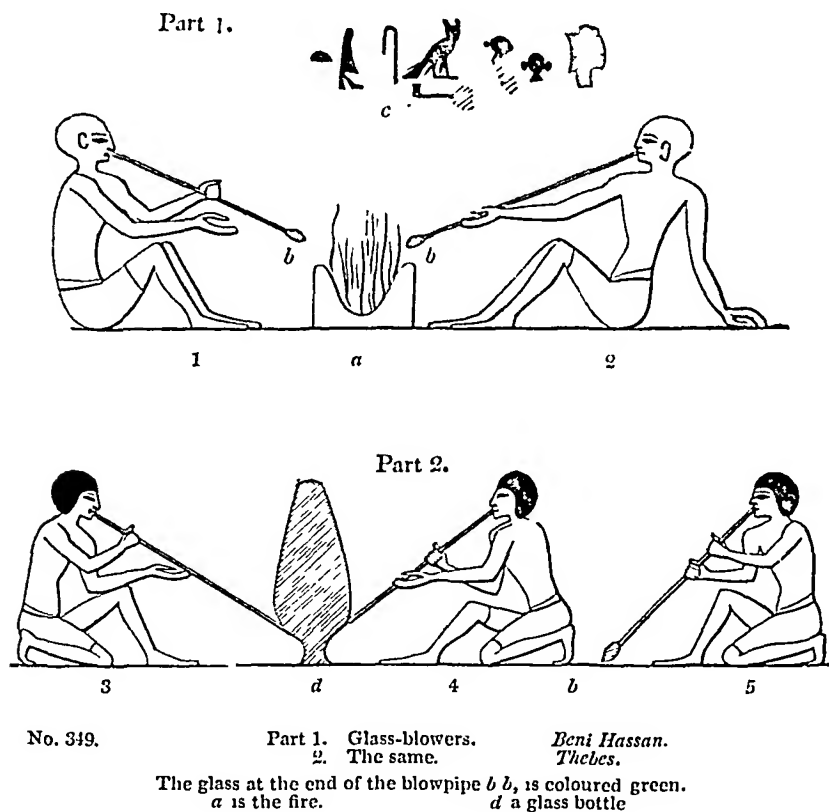 Part 1.
c
b b
1 a 2
Part 2.
3 d 4 b 5
No. 349. Part 1. Glass-blowers. Beni Hassan.
2. The same. Thebes.
The glass at the end of the blowpipe b b, is coloured green.
a is the fire. d a glass bottle